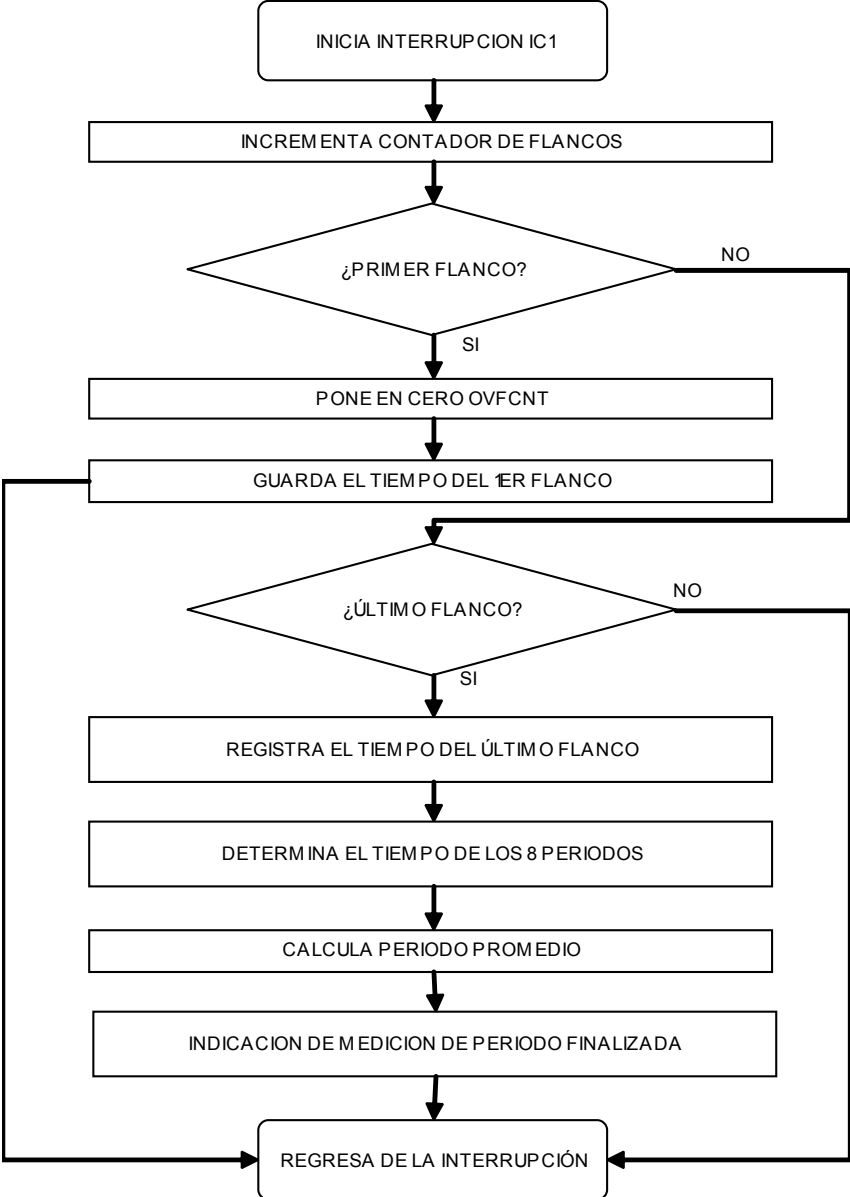 INICIA INTERRUPCION IC1
INCREMENTA CONTADOR DE FLANCOS
¿PRIMER FLANCO?
NO
SI
PONE EN CERO OVFCNT
GUARDA EL TIEMPO DEL 1ER FLANCO
¿ÚLTIMO FLANCO?
NO
SI
REGISTRA EL TIEMPO DEL ÚLTIMO FLANCO
DETERMINA EL TIEMPO DE LOS 8 PERIODOS
CALCULA PERIODO PROMEDIO
INDICACION DE MEDICION DE PERIODO FINALIZADA
REGRESA DE LA INTERRUPCIÓN